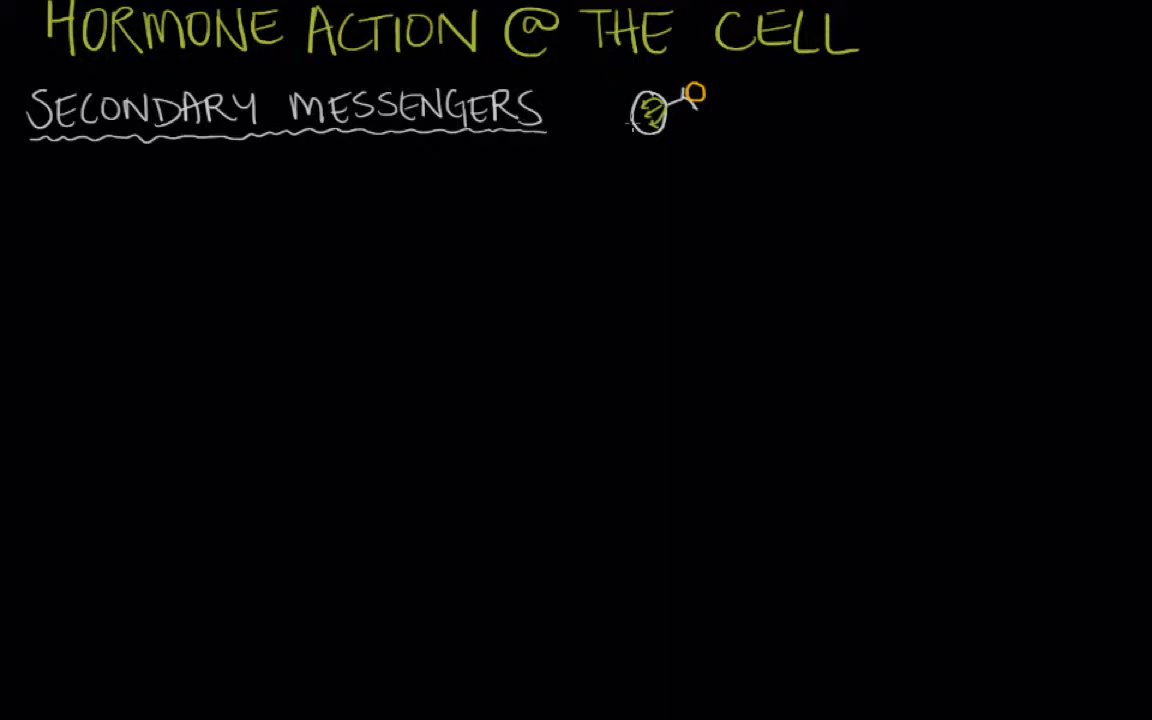 HORMONE ACTION @ THE CELL
SECONDARY MESSENGERS